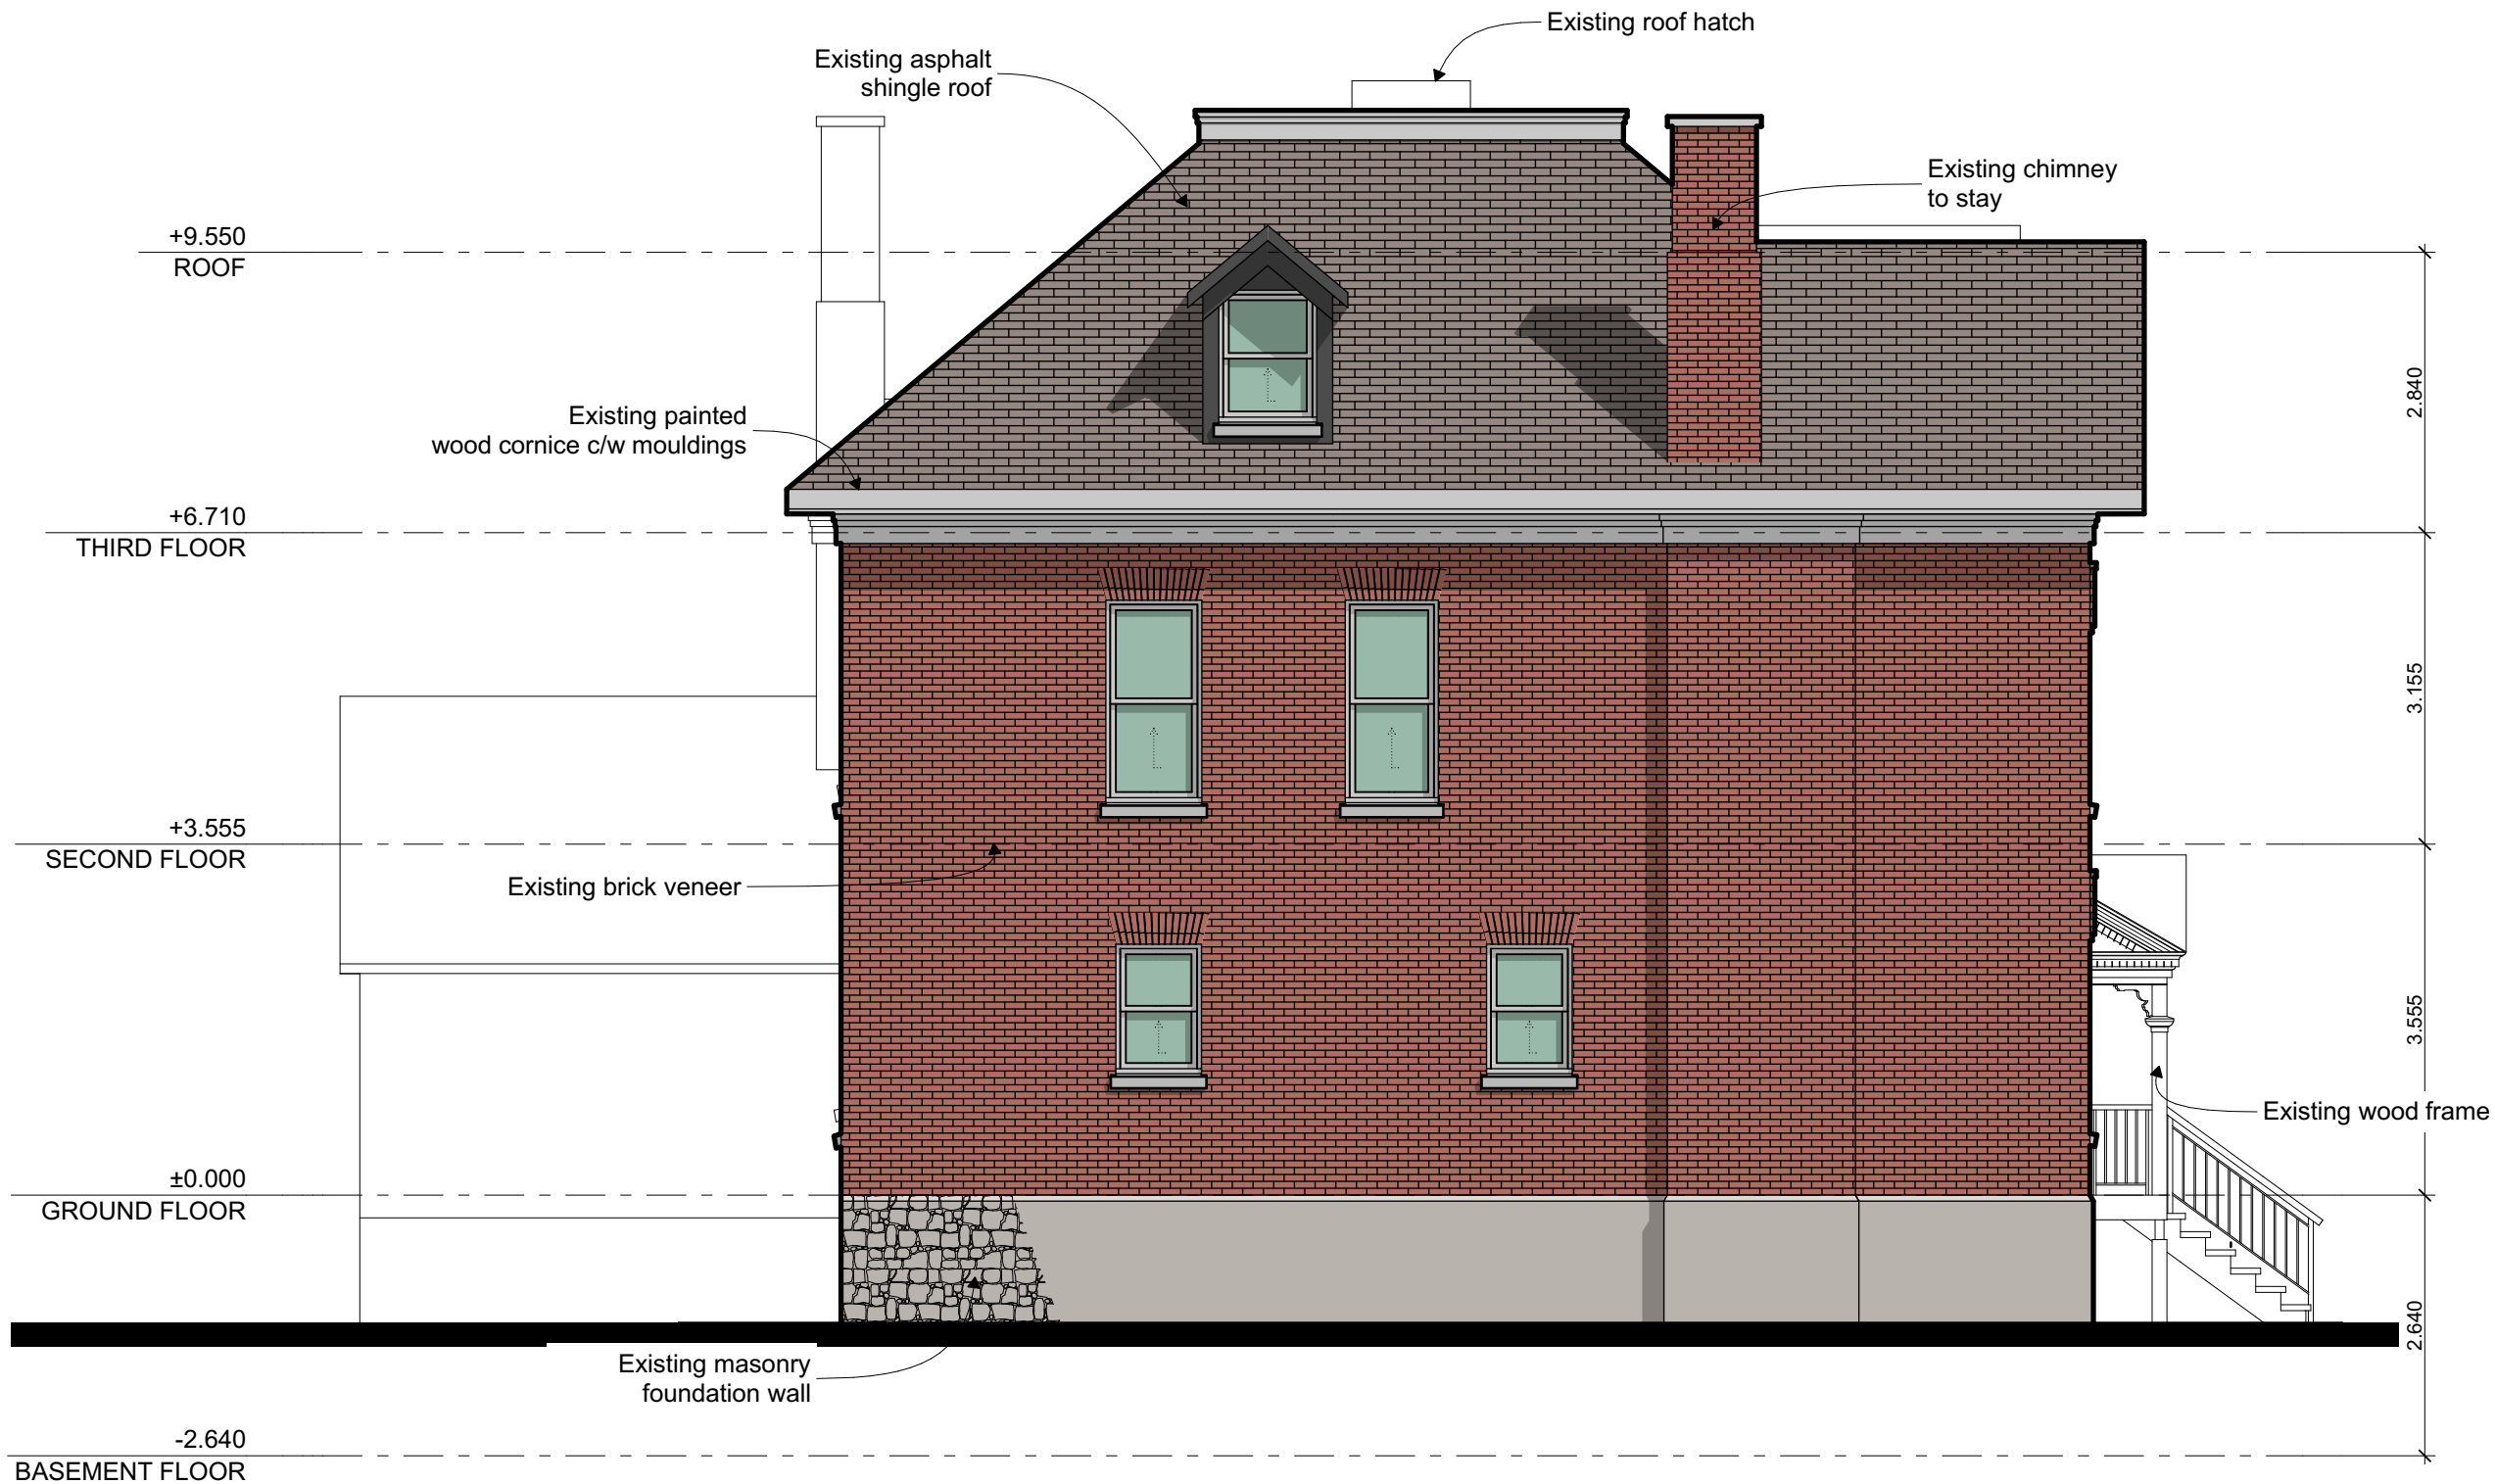 Existing roof hatch
Existing asphalt
shingle roof
Existing chimney
to stay
+9.550
ROOF
2.840
Existing painted
wood cornice c/w mouldings
+6.710
THIRD FLOOR
3.155
+3.555
SECOND FLOOR
Existing brick veneer
3.555
Existing wood frame
±0.000
GROUND FLOOR
2.640
Existing masonry
foundation wall
-2.640
BASEMENT FLOOR